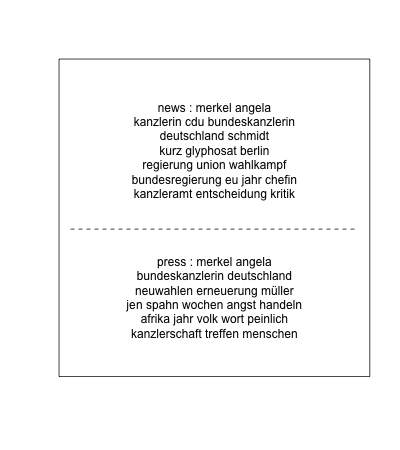 news : merkel angela
kanzlerin cdu bundeskanzlerin
deutschland schmidt
kurz glyphosat berlin
regierung union wahlkampf
bundesregierung eu jahr chefin
kanzleramt entscheidung kritik
press : merkel angela
bundeskanzlerin deutschland
neuwahlen erneuerung müller
jen spahn wochen angst handeln
afrika jahr volk wort peinlich
kanzlerschaft treffen menschen